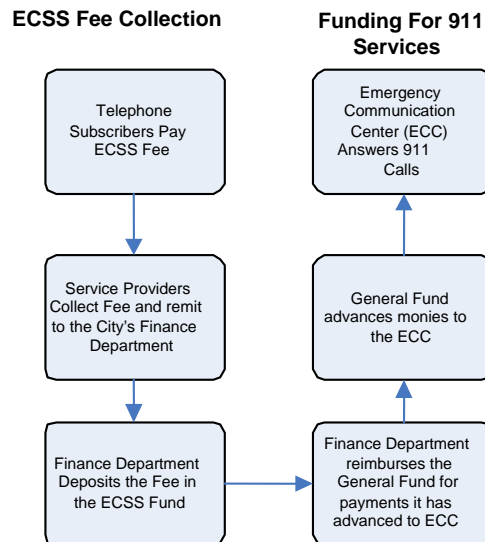 ECSS Fee Collection
Telephone
Subscribers Pay
ECSS Fee
Service Providers
Collect Fee and remit
to the City's Finance
Department
Finance Department
Deposits the Fee in
the ECSS Fund
Funding For 911
Services
Emergency
Communication
Center (ECC)
Answers 911
Calls
General Fund
advances monies to
the ECC
Finance Department
reimburses the
General Fund for
payments it has
advanced to ECC